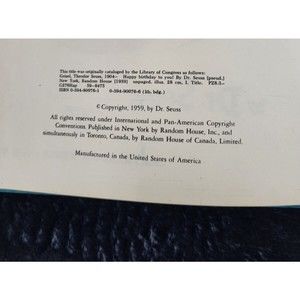 This title was originally cataloged by the Library of Congress as follows:
Geisel, Theodor Seuss, 1904– Happy birthday to you! By Dr. Seuss [pseud.]
New York, Random House [1959] unpaged. illus. 28 cm. I. Title. PZ8.3–
G276Hap 59–8475
ISBN 0-394-80076-1 0-394-90076-6 (lib. bdg.)
© Copyright, 1959, by Dr. Seuss
All rights reserved under International and Pan-American Copyright
Conventions. Published in New York by Random House, Inc., and
simultaneously in Toronto, Canada, by Random House of Canada, Limited.
Manufactured in the United States of America